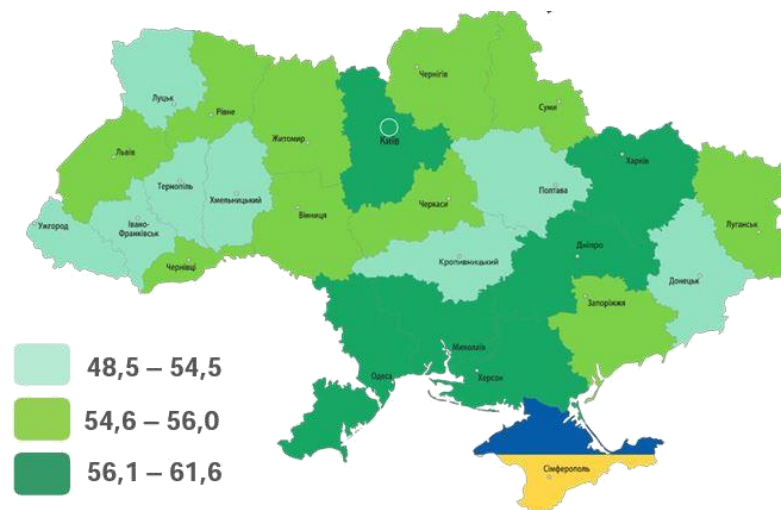 Луцьк
Рівне
Житомир
Чернігів
Суми
Київ
Львів
Тернопіль
Хмельницький
Вінниця
Черкаси
Полтава
Харків
Луганськ
Ужгород
Івано-
Франківськ
Чернівці
Кропивницький
Дніпро
Донецьк
Запоріжжя
Миколаїв
Одеса
Херсон
Сімферополь
48,5 – 54,5
54,6 – 56,0
56,1 – 61,6